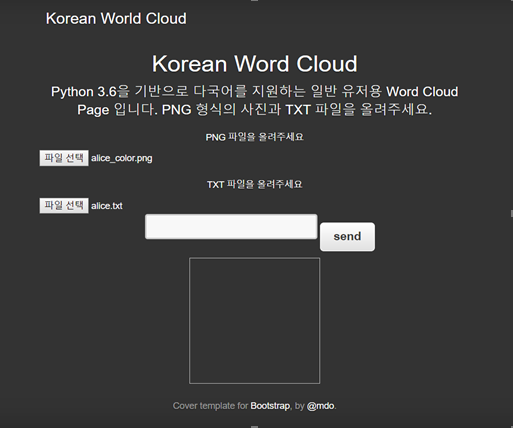 Korean World Cloud
Korean Word Cloud
Python 3.6을 기반으로 다국어를 지원하는 일반 유저용 Word Cloud
Page 입니다. PNG 형식의 사진과 TXT 파일을 올려주세요.
PNG 파일을 올려주세요
파일 선택 alice_color.png
TXT 파일을 올려주세요
파일 선택 alice.txt
send
Cover template for Bootstrap, by @mdo.